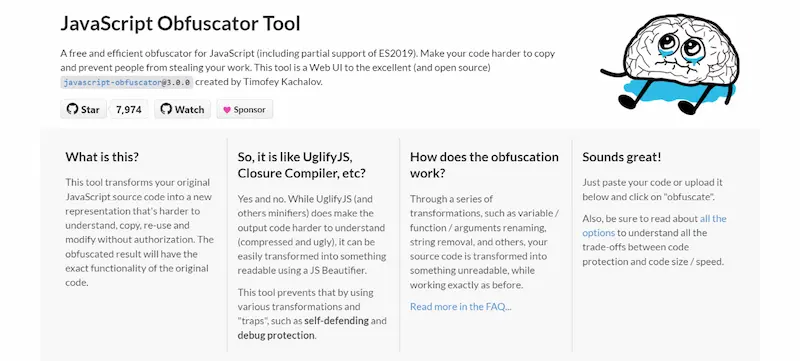 JavaScript Obfuscator Tool
A free and efficient obfuscator for JavaScript (including partial support of ES2019). Make your code harder to copy
and prevent people from stealing your work. This tool is a Web UI to the excellent (and open source)
javascript-obfuscator@3.0.0 created by Timofey Kachalov.
Star 7,974 Watch Sponsor
What is this?
This tool transforms your original
JavaScript source code into a new
representation that's harder to
understand, copy, re-use and
modify without authorization. The
obfuscated result will have the
exact functionality of the original
code.
So, it is like UglifyJS,
Closure Compiler, etc?
Yes and no. While UglifyJS (and
others minifiers) does make the
output code harder to understand
(compressed and ugly), it can be
easily transformed into something
readable using a JS Beautifier.
This tool prevents that by using
various transformations and
"traps", such as self-defending and
debug protection.
How does the obfuscation
work?
Through a series of
transformations, such as variable /
function / arguments renaming,
string removal, and others, your
source code is transformed into
something unreadable, while
working exactly as before.
Read more in the FAQ...
Sounds great!
Just paste your code or upload it
below and click on "obfuscate".
Also, be sure to read about all the
options to understand all the
trade-offs between code
protection and code size / speed.